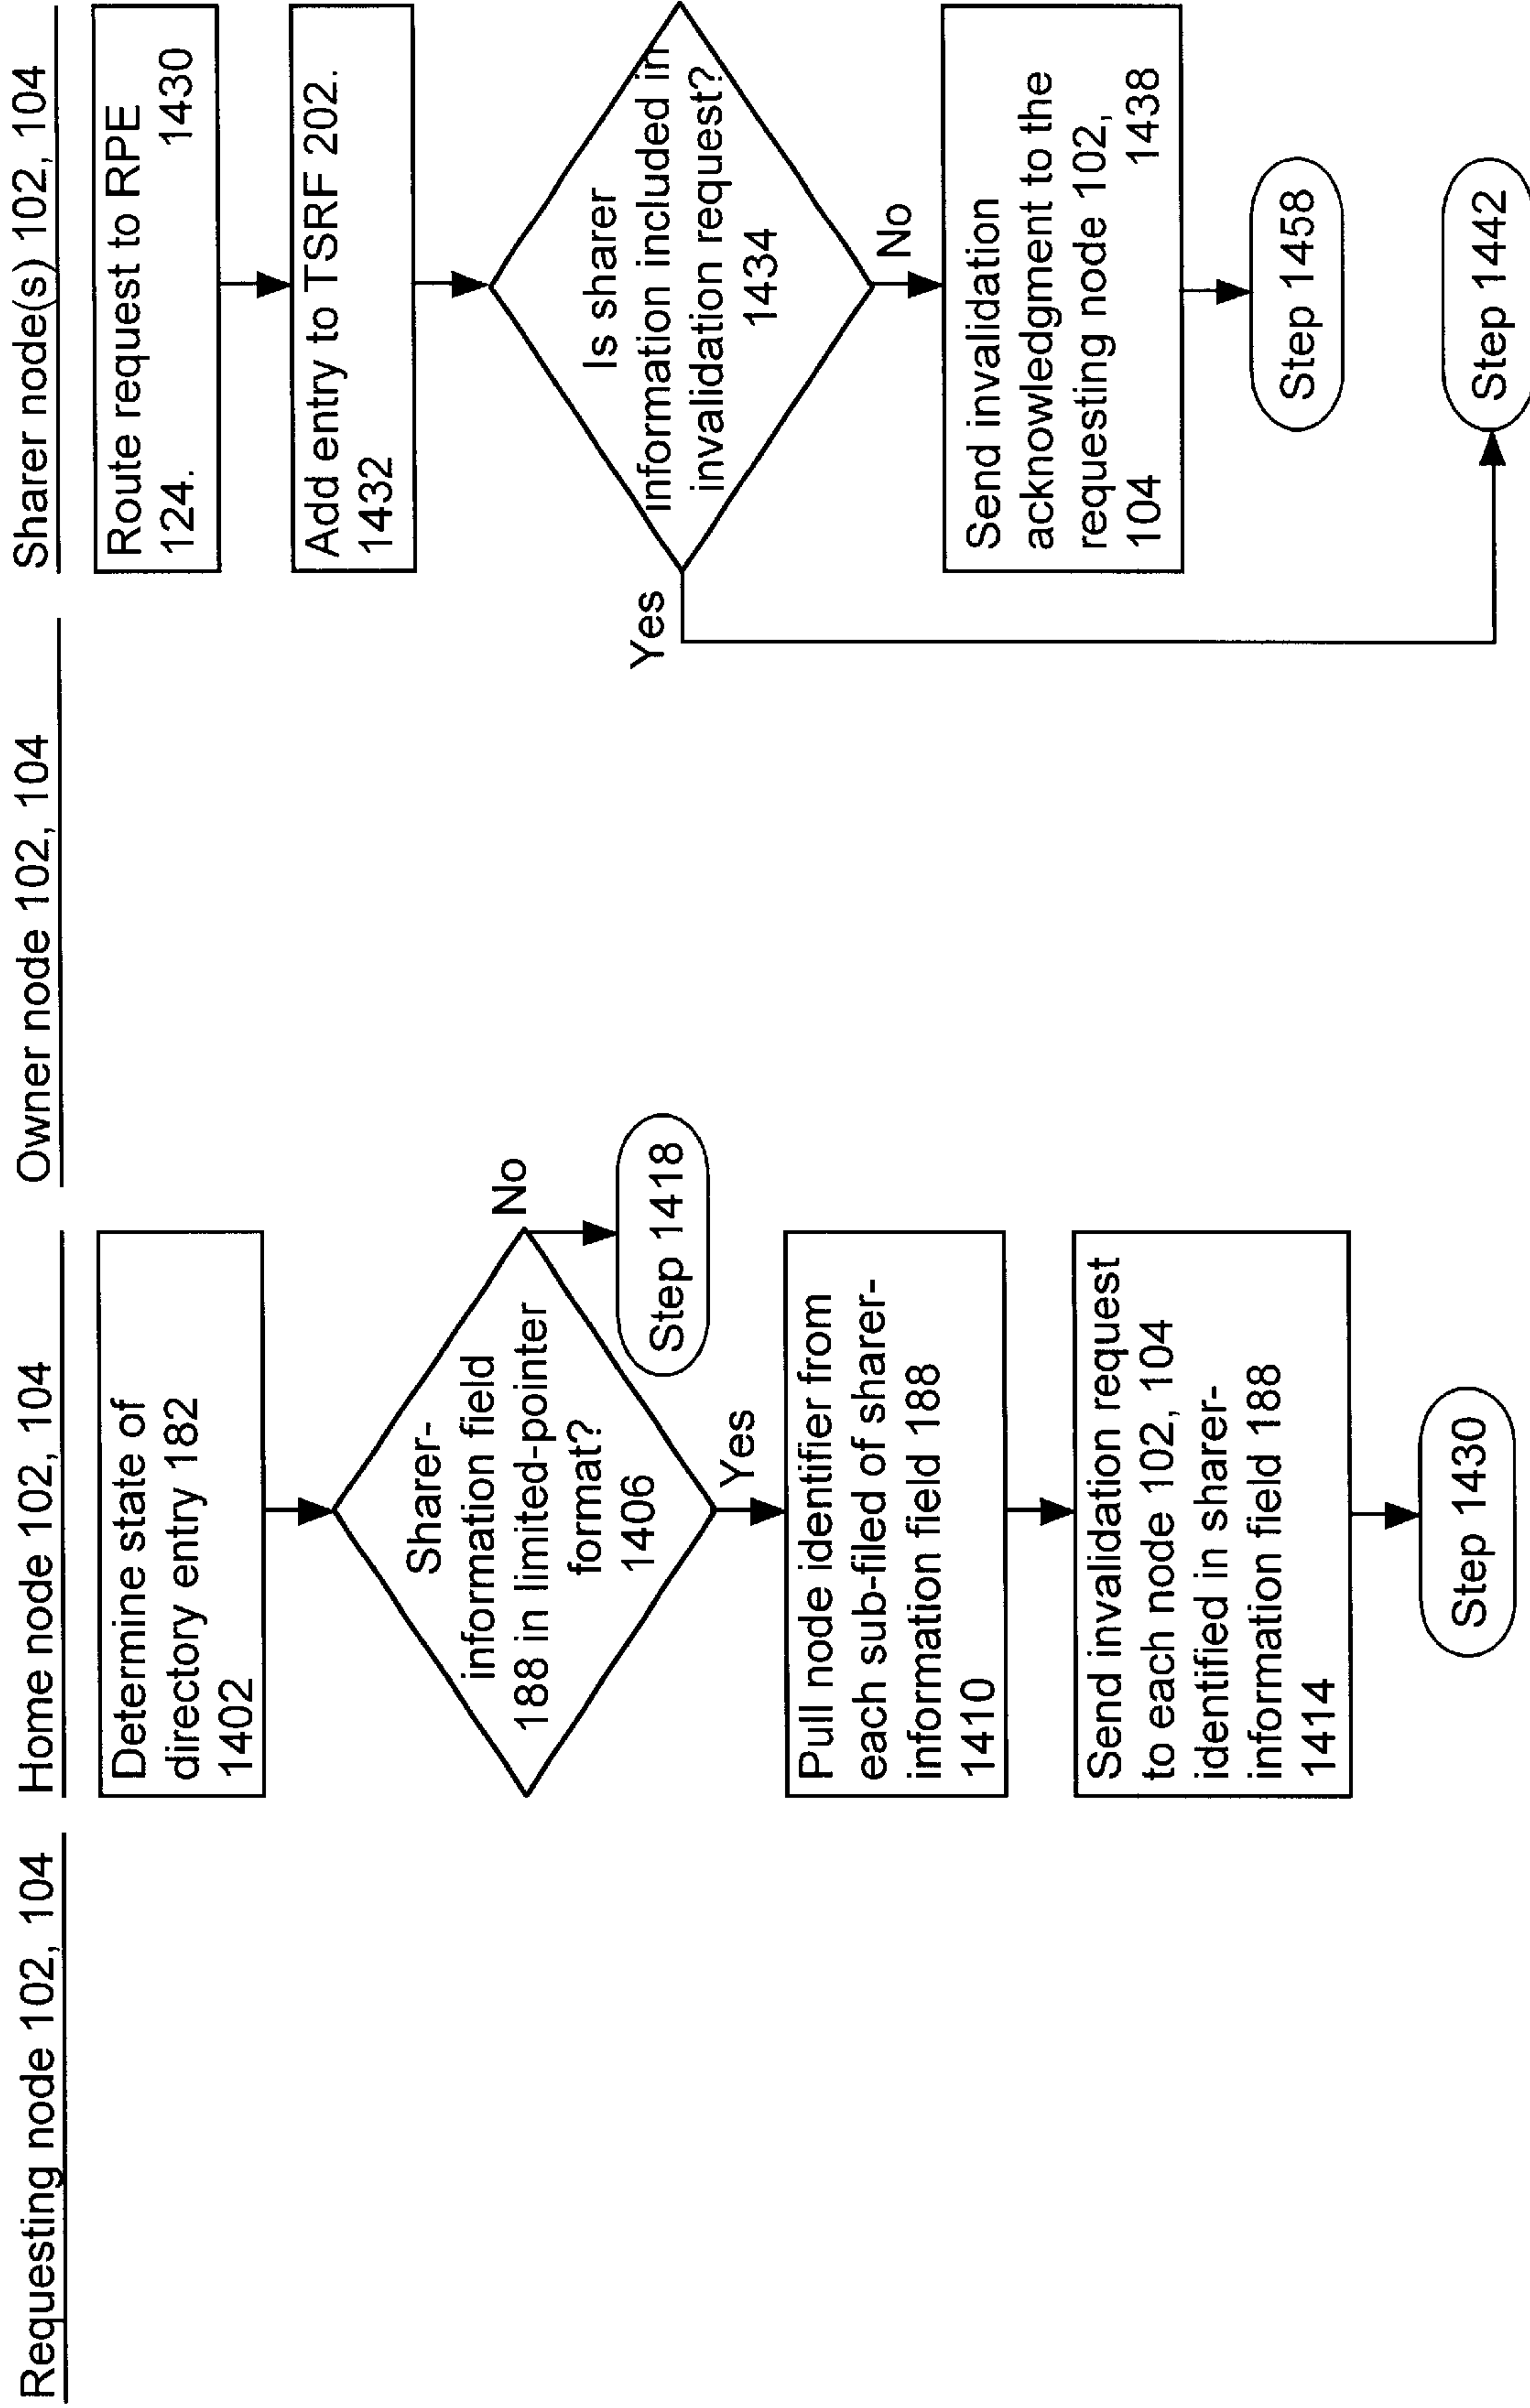 Requesting node 102, 104
Home node 102, 104
Owner node 102, 104
Sharer node(s) 102, 104
Determine state of
directory entry 182
1402
Sharer-
information field
188 in limited-pointer
format?
1406
No
Step 1418
Yes
Pull node identifier from
each sub-filed of sharer-
information field 188
1410
Send invalidation request
to each node 102, 104
identified in sharer-
information field 188
1414
Step 1430
Route request to RPE
124. 1430
Add entry to TSRF 202.
1432
Is sharer
information included in
invalidation request?
1434
Yes
No
Send invalidation
acknowledgment to the
requesting node 102,
104 1438
Step 1458
Step 1442